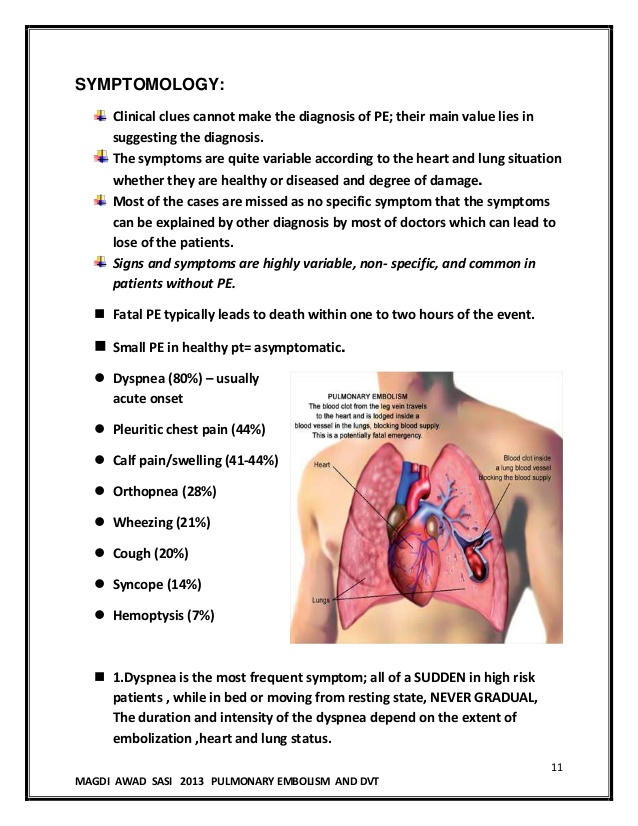 SYMPTOMOLOGY:
Clinical clues cannot make the diagnosis of PE; their main value lies in
suggesting the diagnosis.
The symptoms are quite variable according to the heart and lung situation
whether they are healthy or diseased and degree of damage.
Most of the cases are missed as no specific symptom that the symptoms
can be explained by other diagnosis by most of doctors which can lead to
lose of the patients.
Signs and symptoms are highly variable, non- specific, and common in
patients without PE.
Fatal PE typically leads to death within one to two hours of the event.
Small PE in healthy pt= asymptomatic.
Dyspnea (80%) – usually
acute onset
Pleuritic chest pain (44%)
Calf pain/swelling (41-44%)
Orthopnea (28%)
Wheezing (21%)
Cough (20%)
Syncope (14%)
Hemoptysis (7%)
PULMONARY EMBOLISM
The blood clot from the leg vein travels
to the heart and is lodged inside a
blood vessel in the lungs, blocking blood supply.
This is a potentially fatal emergency.
Heart
Blood clot inside
a lung blood vessel
blocking the blood supply
Lungs
1.Dyspnea is the most frequent symptom; all of a SUDDEN in high risk
patients , while in bed or moving from resting state, NEVER GRADUAL,
The duration and intensity of the dyspnea depend on the extent of
embolization ,heart and lung status.
11
MAGDI AWAD SASI 2013 PULMONARY EMBOLISM AND DVT